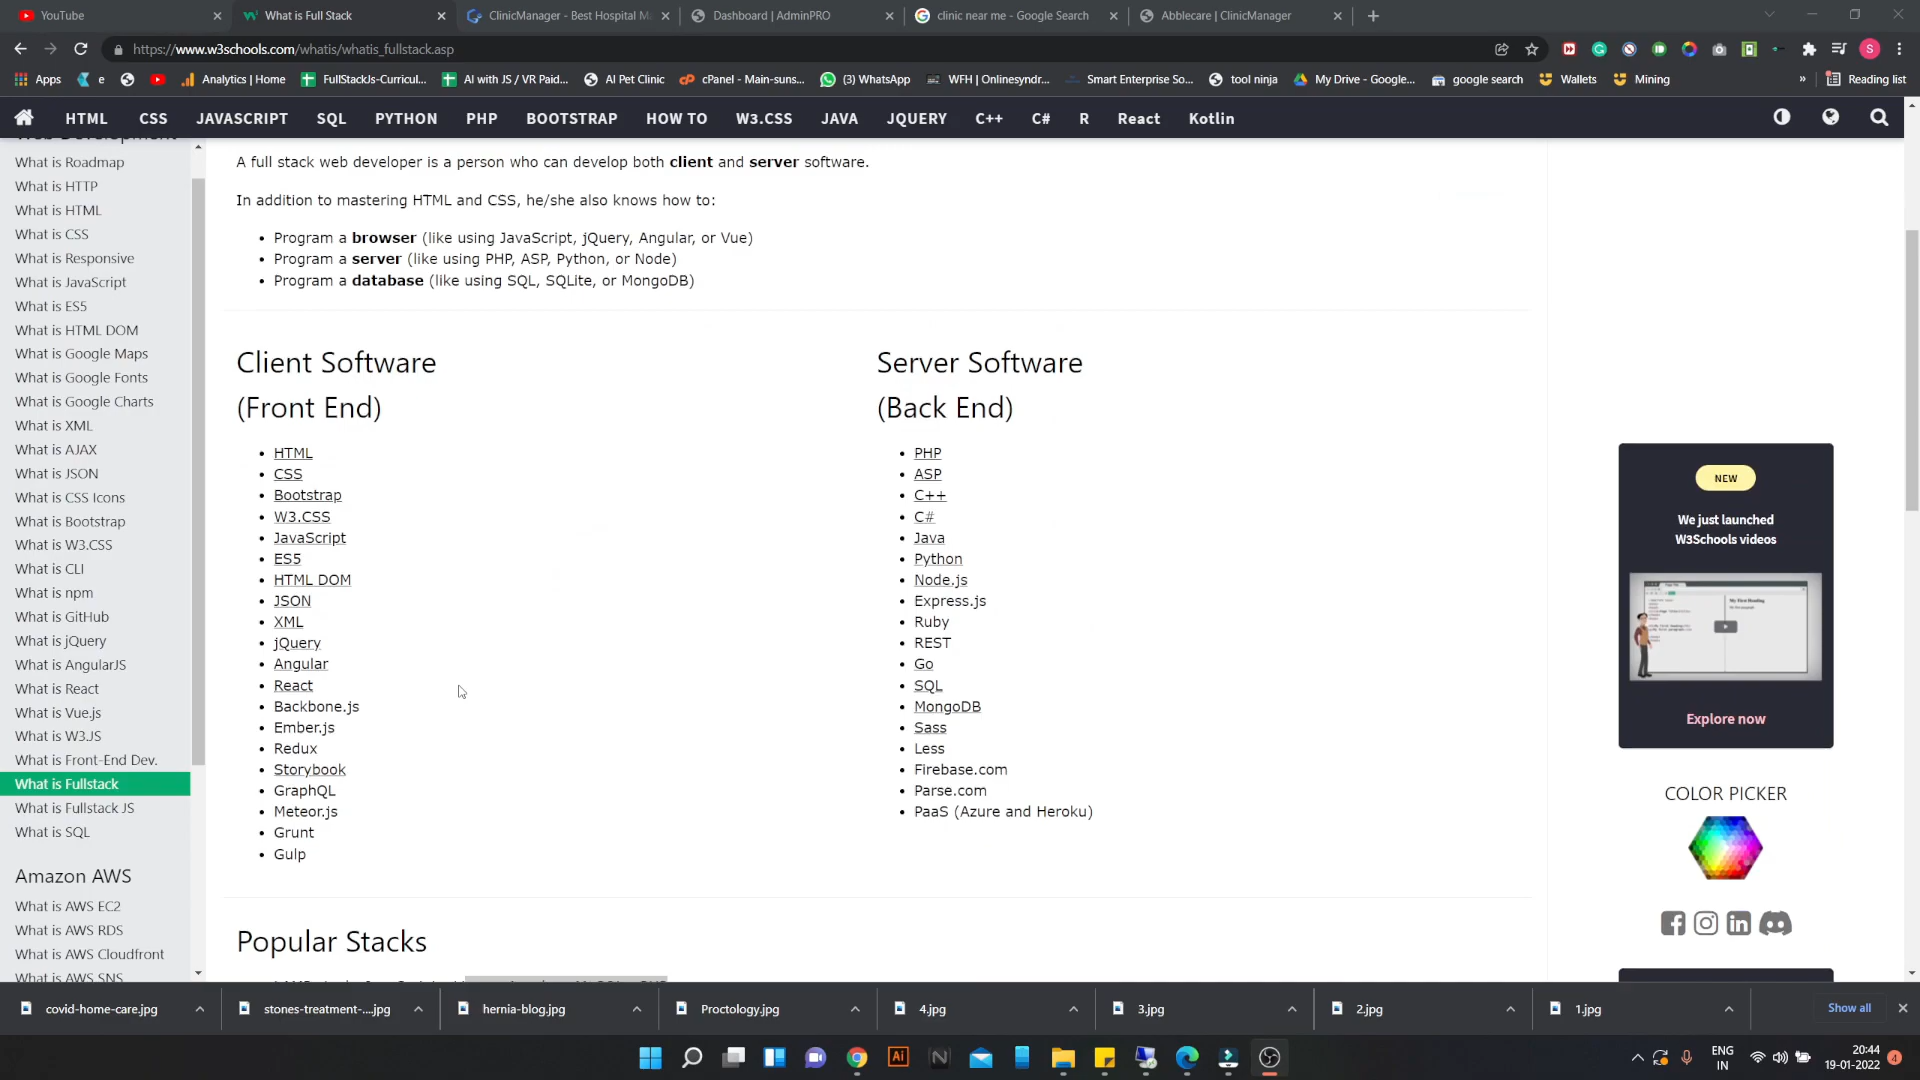 YouTube
What is Full Stack
ClinicManager - Best Hospital M
Dashboard | AdminPRO
clinic near me - Google Search
Abblecare | ClinicManager
https://www.w3schools.com/whatis/whatis_fullstack.asp
Apps
e
Analytics | Home
FullStackJs-Curricul...
AI with JS / VR Paid...
AI Pet Clinic
cPanel - Main-suns...
(3) WhatsApp
WFH | Onlinesyndr...
Smart Enterprise So...
tool ninja
My Drive - Google...
google search
Wallets
Mining
»
Reading list
HTML
CSS
JAVASCRIPT
SQL
PYTHON
PHP
BOOTSTRAP
HOW TO
W3.CSS
JAVA
JQUERY
C++
C#
R
React
Kotlin
Web Development
What is Roadmap
What is HTTP
What is HTML
What is CSS
What is Responsive
What is JavaScript
What is ES5
What is HTML DOM
What is Google Maps
What is Google Fonts
What is Google Charts
What is XML
What is AJAX
What is JSON
What is CSS Icons
What is Bootstrap
What is W3.CSS
What is CLI
What is npm
What is GitHub
What is jQuery
What is AngularJS
What is React
What is Vue.js
What is W3.JS
What is Front-End Dev.
What is Fullstack
What is Fullstack JS
What is SQL
Amazon AWS
What is AWS EC2
What is AWS RDS
What is AWS Cloudfront
What is AWS SNS
A full stack web developer is a person who can develop both client and server software.
In addition to mastering HTML and CSS, he/she also knows how to:
• Program a browser (like using JavaScript, jQuery, Angular, or Vue)
• Program a server (like using PHP, ASP, Python, or Node)
• Program a database (like using SQL, SQLite, or MongoDB)
Client Software
(Front End)
• HTML
• CSS
• Bootstrap
• W3.CSS
• JavaScript
• ES5
• HTML DOM
• JSON
• XML
• jQuery
• Angular
• React
• Backbone.js
• Ember.js
• Redux
• Storybook
• GraphQL
• Meteor.js
• Grunt
• Gulp
Server Software
(Back End)
• PHP
• ASP
• C++
• C#
• Java
• Python
• Node.js
• Express.js
• Ruby
• REST
• Go
• SQL
• MongoDB
• Sass
• Less
• Firebase.com
• Parse.com
• PaaS (Azure and Heroku)
Popular Stacks
NEW
We just launched
W3Schools videos
Explore now
COLOR PICKER
covid-home-care.jpg
stones-treatment-....jpg
hernia-blog.jpg
Proctology.jpg
4.jpg
3.jpg
2.jpg
1.jpg
Show all
Ai
N
ENG
IN
20:44
19-01-2022
4